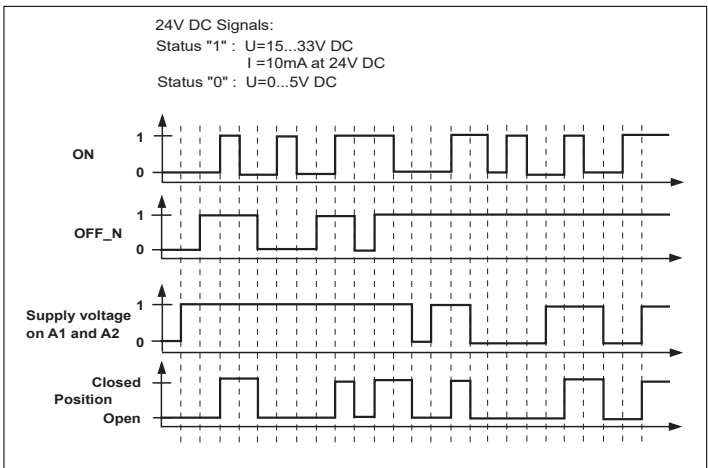 24V DC Signals:
Status "1" : U=15...33V DC
I =10mA at 24V DC
Status "0" : U=0...5V DC
1
ON
0
1
OFF_N
0
1
Supply voltage
on A1 and A2
0
Closed
Position
Open